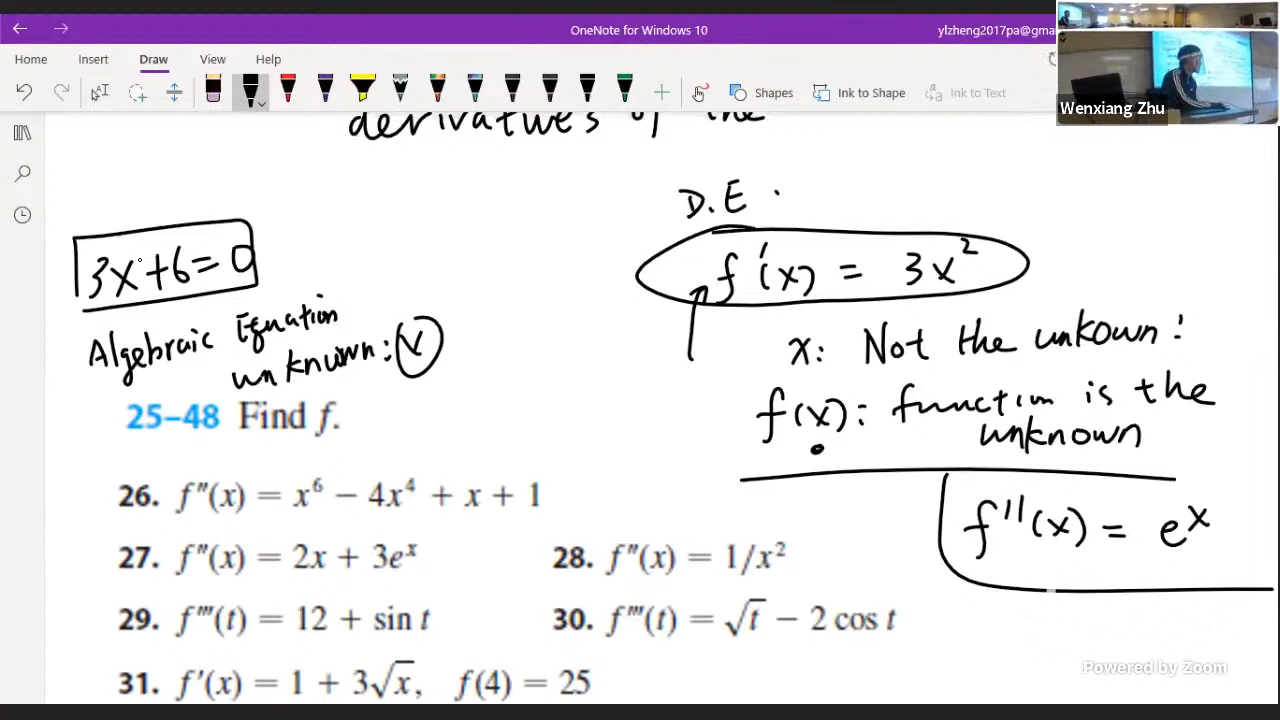 OneNote for Windows 10
ylzheng2017pa@gma
Home Insert Draw View Help
Shapes Ink to Shape Ink to Text
Wenxiang Zhu
derivatives of the
D.E.
3x+6=0
f'(x) = 3x²
Algebraic Equation
unknown: x
x: Not the unkown!
f(x): function is the
unknown
25–48 Find f.
f''(x) = eˣ
26. f''(x) = x⁶ − 4x⁴ + x + 1
27. f''(x) = 2x + 3eˣ
28. f''(x) = 1/x²
29. f'''(t) = 12 + sin t
30. f'''(t) = √t − 2 cos t
31. f'(x) = 1 + 3√x, f(4) = 25
Powered by Zoom